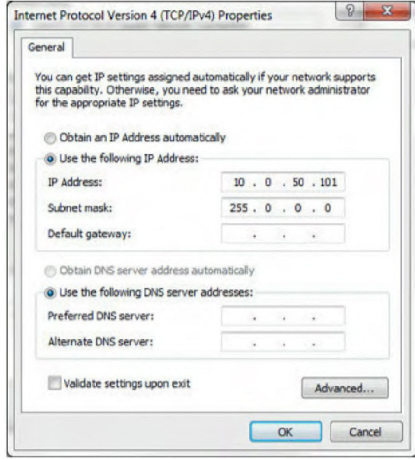 Internet Protocol Version 4 (TCP/IPv4) Properties
General
You can get IP settings assigned automatically if your network supports
this capability. Otherwise, you need to ask your network administrator
for the appropriate IP settings.
Obtain an IP Address automatically
Use the following IP Address:
IP Address: 10 . 0 . 50 . 101
Subnet mask: 255 . 0 . 0 . 0
Default gateway: . . .
Obtain DNS server address automatically
Use the following DNS server addresses:
Preferred DNS server: . . .
Alternate DNS server: . . .
Validate settings upon exit
Advanced...
OK Cancel